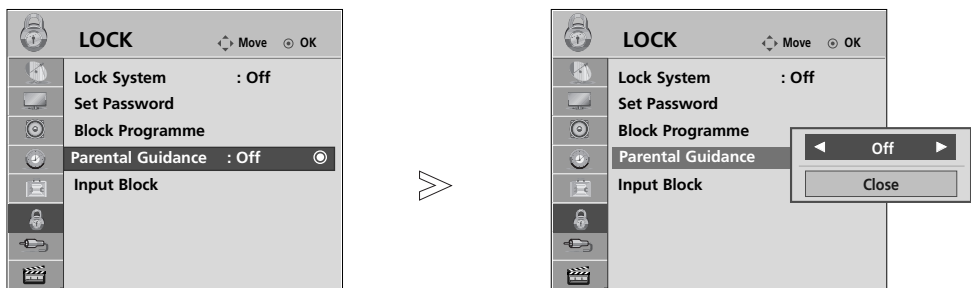 LOCK
Move
OK
Lock System : Off
Set Password
Block Programme
Parental Guidance : Off
Input Block
LOCK
Move
OK
Lock System : Off
Set Password
Block Programme
Parental Guidance
Input Block
Off
Close